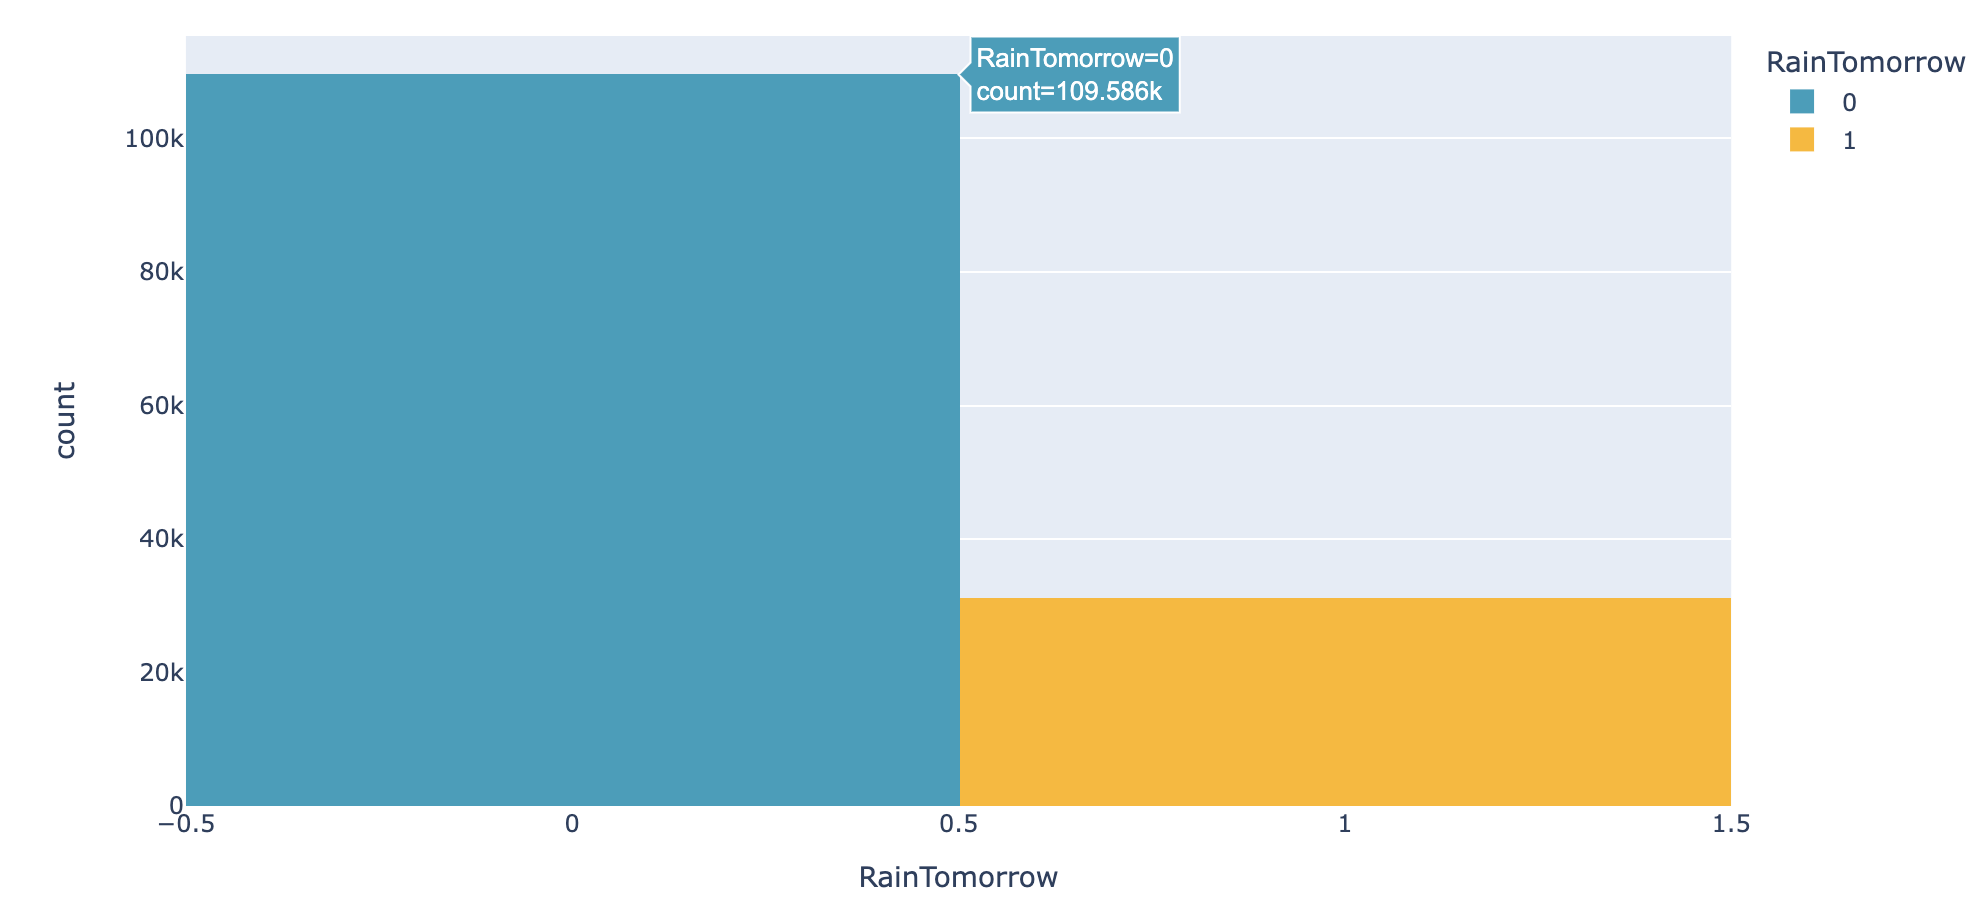 RainTomorrow=0
count=109.586k
RainTomorrow
0
1
100k
80k
60k
40k
20k
0
count
−0.5
0
0.5
1
1.5
RainTomorrow